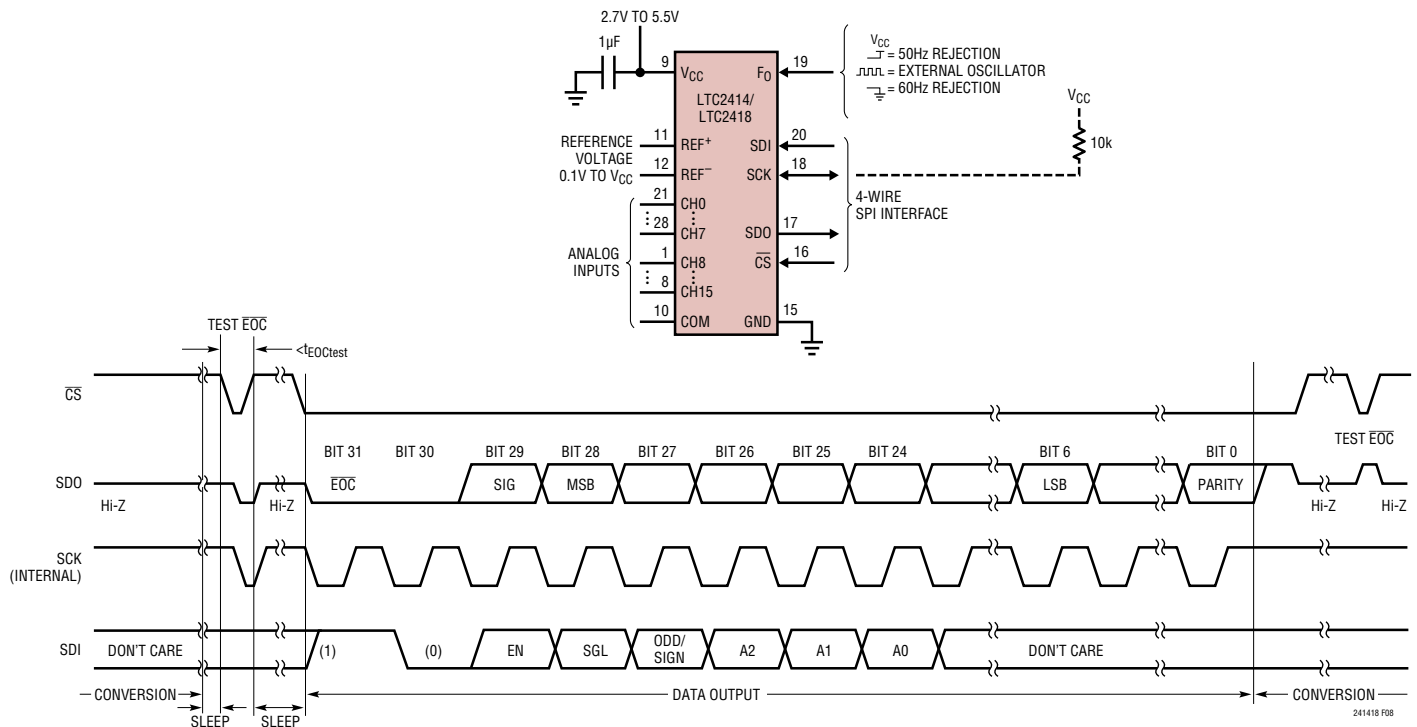 2.7V TO 5.5V
1µF
9
VCC
LTC2414/
LTC2418
FO
19
VCC
= 50Hz REJECTION
= EXTERNAL OSCILLATOR
= 60Hz REJECTION
VCC
10k
REFERENCE
VOLTAGE
0.1V TO VCC
11
REF+
12
REF–
SDI
20
SCK
18
4-WIRE
SPI INTERFACE
ANALOG
INPUTS
21
CH0
28
CH7
1
CH8
8
CH15
10
COM
SDO
17
CS
16
GND
15
TEST EOC
<tEOCtest
CS
TEST EOC
BIT 31
BIT 30
BIT 29
BIT 28
BIT 27
BIT 26
BIT 25
BIT 24
BIT 6
BIT 0
SDO
EOC
SIG
MSB
LSB
PARITY
Hi-Z
Hi-Z
Hi-Z
Hi-Z
SCK
(INTERNAL)
SDI
DON'T CARE
(1)
(0)
EN
SGL
ODD/
SIGN
A2
A1
A0
DON'T CARE
CONVERSION
SLEEP
SLEEP
DATA OUTPUT
CONVERSION
241418 F08